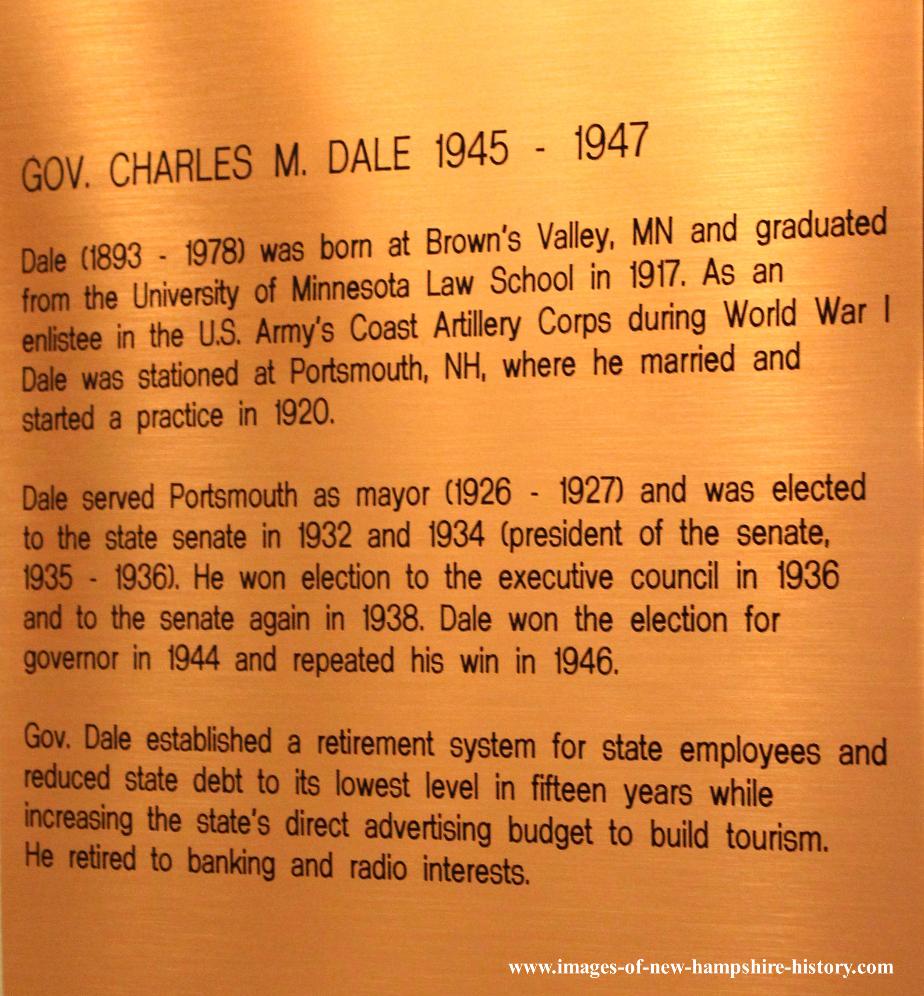 GOV. CHARLES M. DALE 1945 - 1947
Dale (1893 - 1978) was born at Brown's Valley, MN and graduated
from the University of Minnesota Law School in 1917. As an
enlistee in the U.S. Army's Coast Artillery Corps during World War I
Dale was stationed at Portsmouth, NH, where he married and
started a practice in 1920.
Dale served Portsmouth as mayor (1926 - 1927) and was elected
to the state senate in 1932 and 1934 (president of the senate,
1935 - 1936). He won election to the executive council in 1936
and to the senate again in 1938. Dale won the election for
governor in 1944 and repeated his win in 1946.
Gov. Dale established a retirement system for state employees and
reduced state debt to its lowest level in fifteen years while
increasing the state's direct advertising budget to build tourism.
He retired to banking and radio interests.
www.images-of-new-hampshire-history.com